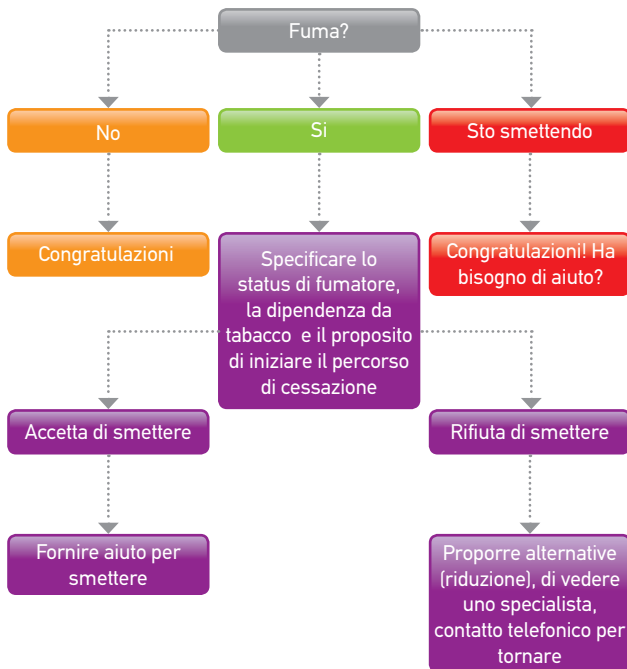 Fuma?
No
Si
Sto smettendo
Congratulazioni
Specificare lo
status di fumatore,
la dipendenza da
tabacco e il proposito
di iniziare il percorso
di cessazione
Congratulazioni! Ha
bisogno di aiuto?
Accetta di smettere
Rifiuta di smettere
Fornire aiuto per
smettere
Proporre alternative
(riduzione), di vedere
uno specialista,
contatto telefonico per
tornare